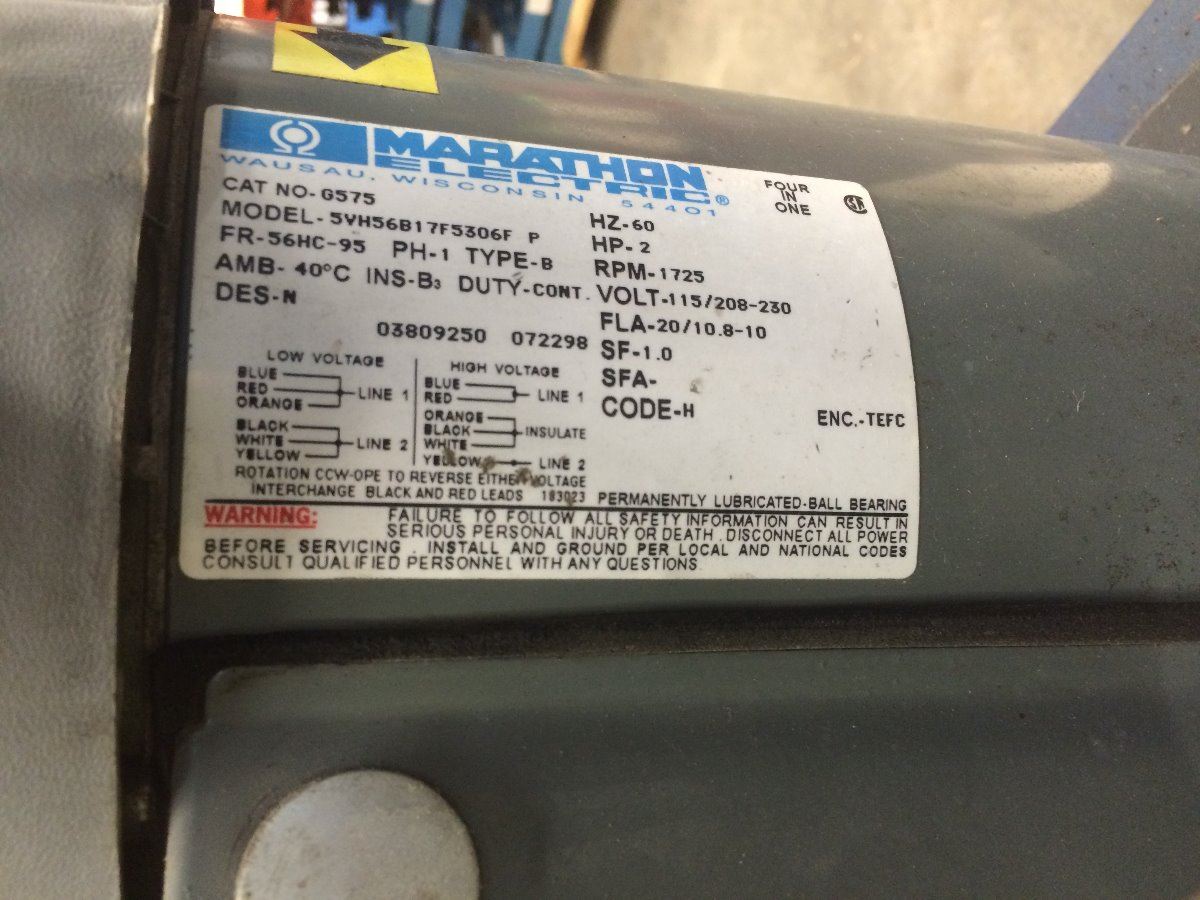 MARATHON
ELECTRIC®
WAUSAU, WISCONSIN 54401
FOUR
IN
ONE
CAT NO-G575
MODEL-5VH56B17F5306F P
FR-56HC-95 PH-1 TYPE-B
AMB-40°C INS-B3 DUTY-CONT.
DES-N
03809250 072298
HZ-60
HP-2
RPM-1725
VOLT-115/208-230
FLA-20/10.8-10
SF-1.0
SFA-
CODE-H
ENC.-TEFC
LOW VOLTAGE
BLUE
RED
ORANGE
LINE 1
BLACK
WHITE
YELLOW
LINE 2
HIGH VOLTAGE
BLUE
RED
LINE 1
ORANGE
BLACK
WHITE
INSULATE
YELLOW
LINE 2
ROTATION CCW-OPE TO REVERSE EITHER VOLTAGE
INTERCHANGE BLACK AND RED LEADS 183023
PERMANENTLY LUBRICATED-BALL BEARING
WARNING: FAILURE TO FOLLOW ALL SAFETY INFORMATION CAN RESULT IN
SERIOUS PERSONAL INJURY OR DEATH. DISCONNECT ALL POWER
BEFORE SERVICING. INSTALL AND GROUND PER LOCAL AND NATIONAL CODES
CONSULT QUALIFIED PERSONNEL WITH ANY QUESTIONS.